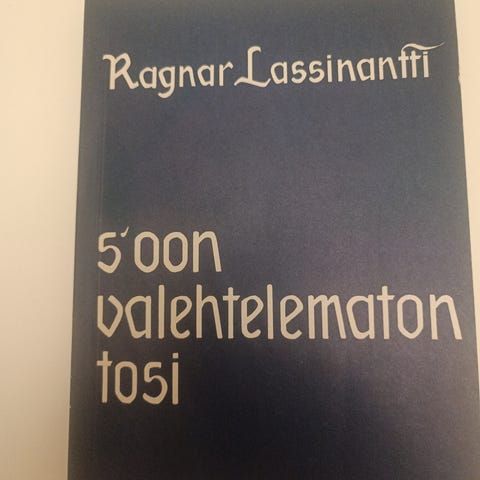 Ragnar Lassinantti
s'oon
valehtelematon
tosi